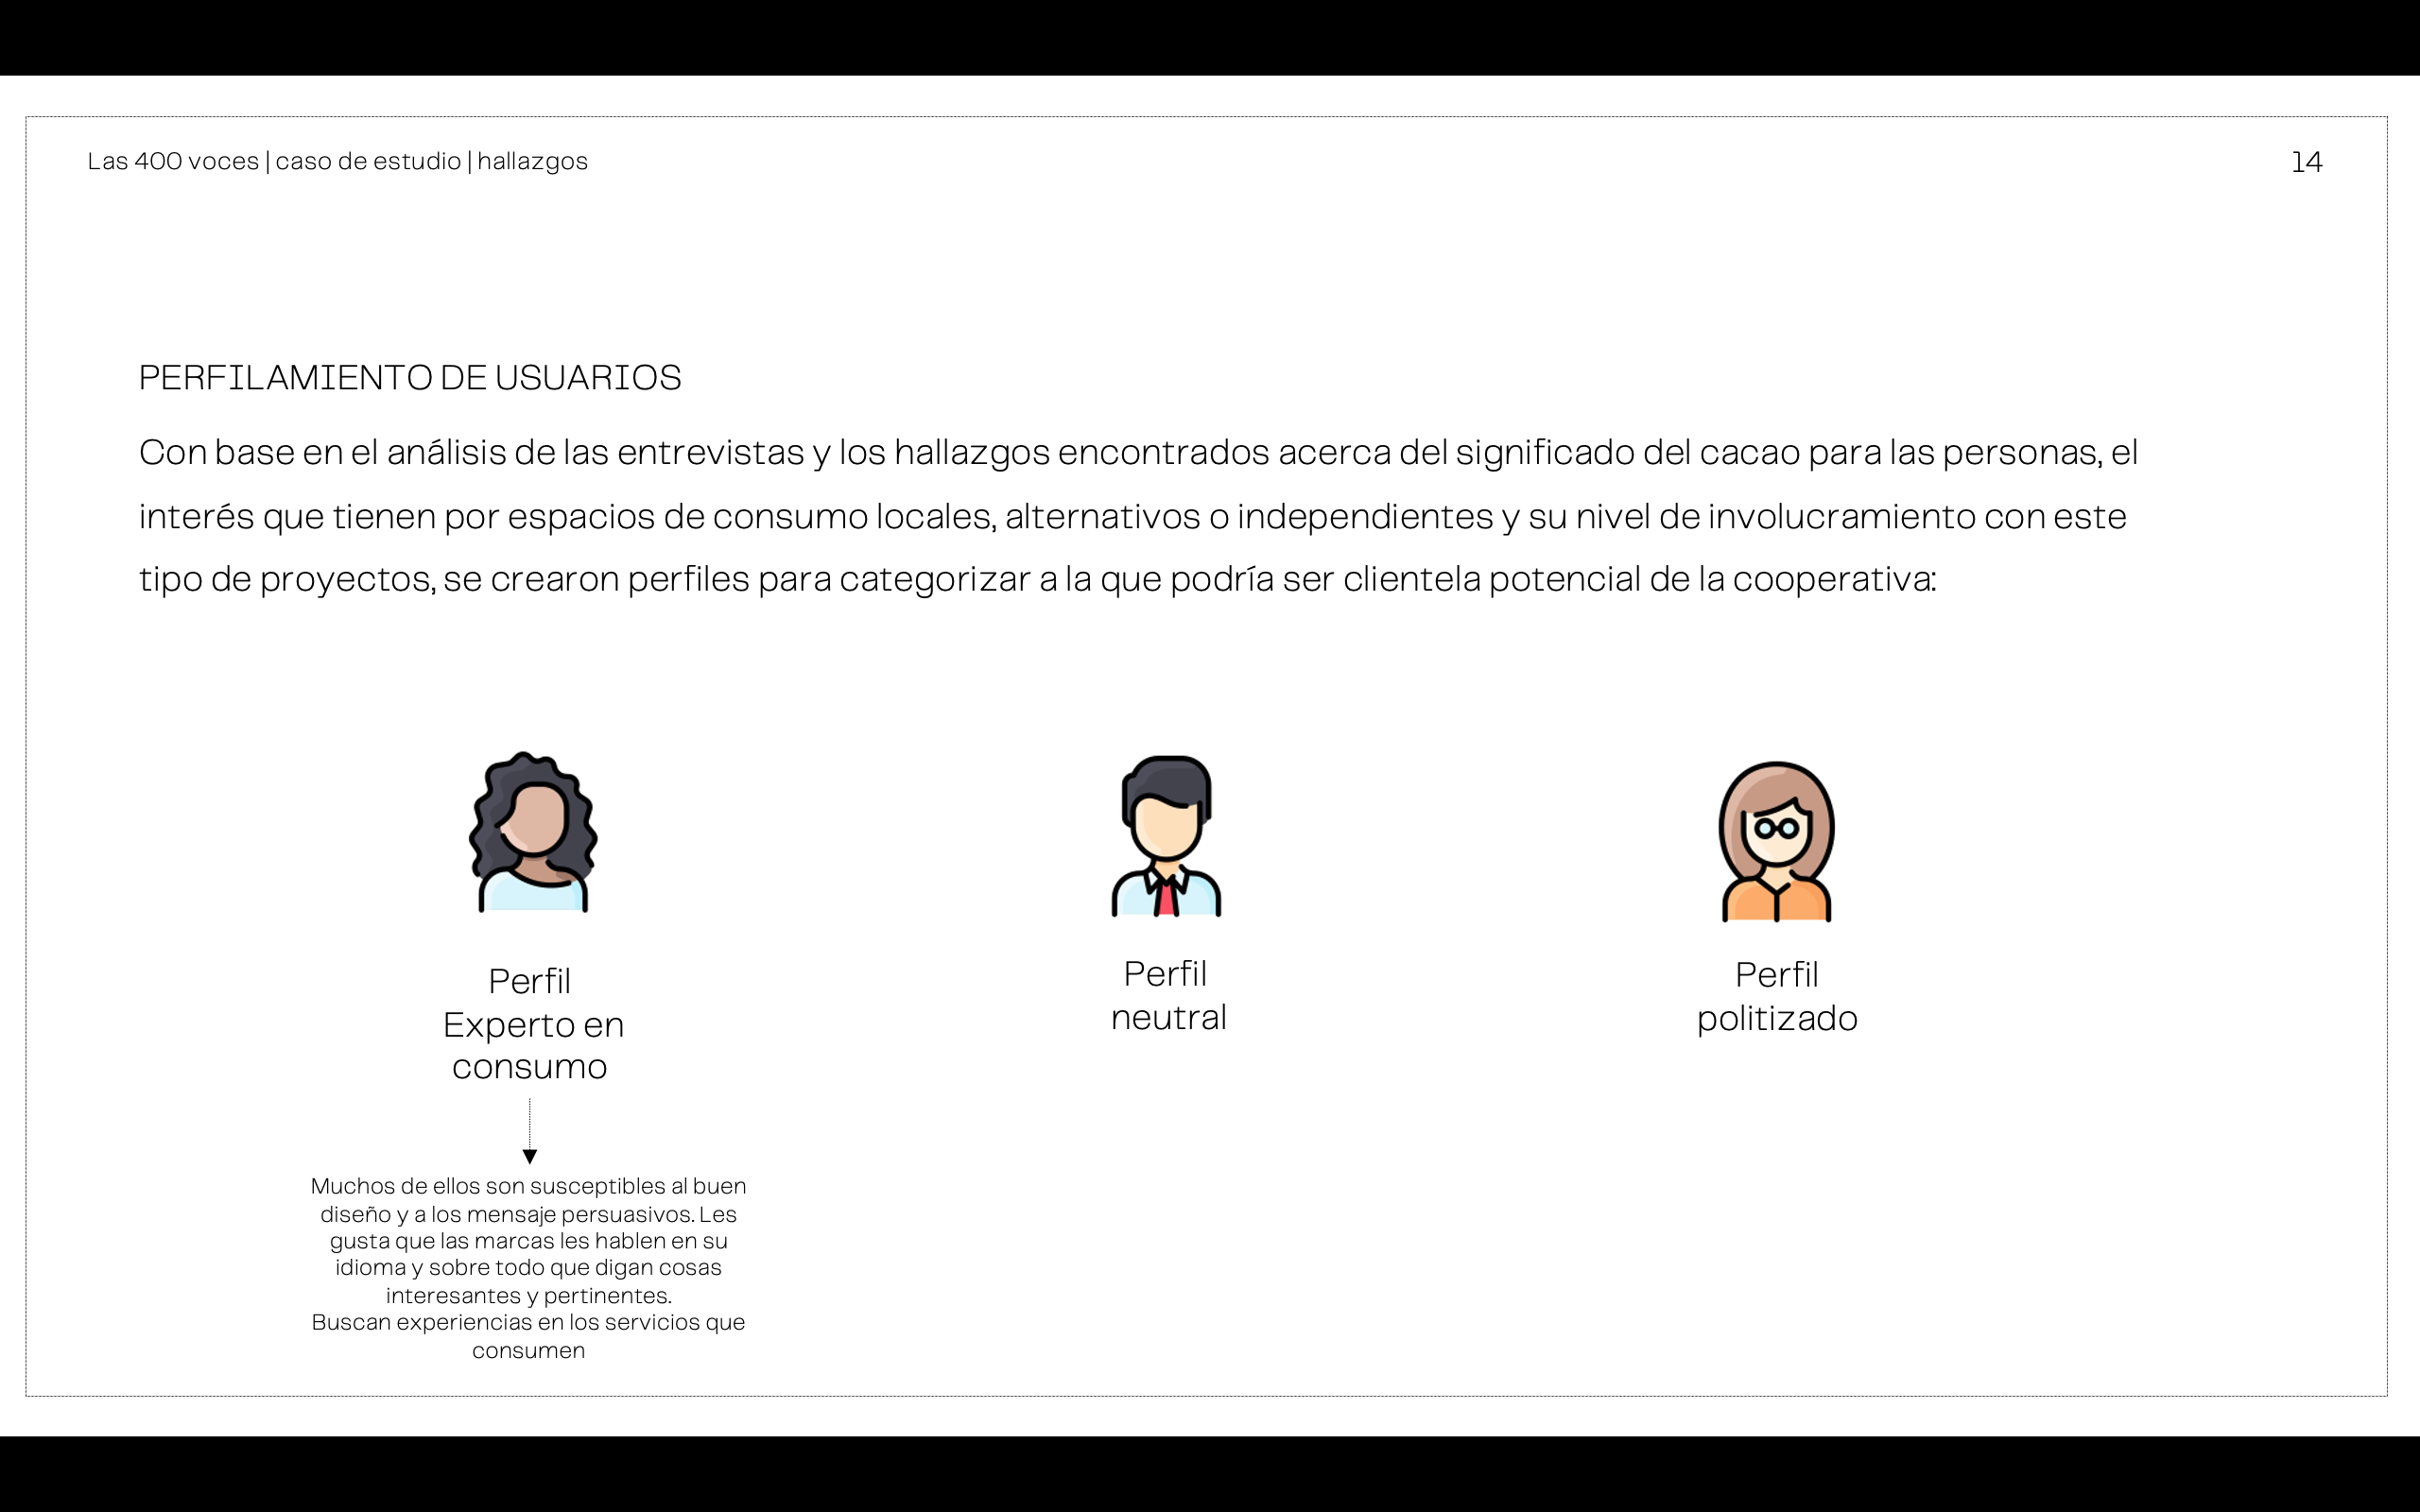 Las 400 voces | caso de estudio | hallazgos
14
PERFILAMIENTO DE USUARIOS
Con base en el análisis de las entrevistas y los hallazgos encontrados acerca del significado del cacao para las personas, el
interés que tienen por espacios de consumo locales, alternativos o independientes y su nivel de involucramiento con este
tipo de proyectos, se crearon perfiles para categorizar a la que podría ser clientela potencial de la cooperativa:
Perfil
Experto en
consumo
Muchos de ellos son susceptibles al buen
diseño y a los mensaje persuasivos. Les
gusta que las marcas les hablen en su
idioma y sobre todo que digan cosas
interesantes y pertinentes.
Buscan experiencias en los servicios que
consumen
Perfil
neutral
Perfil
politizado